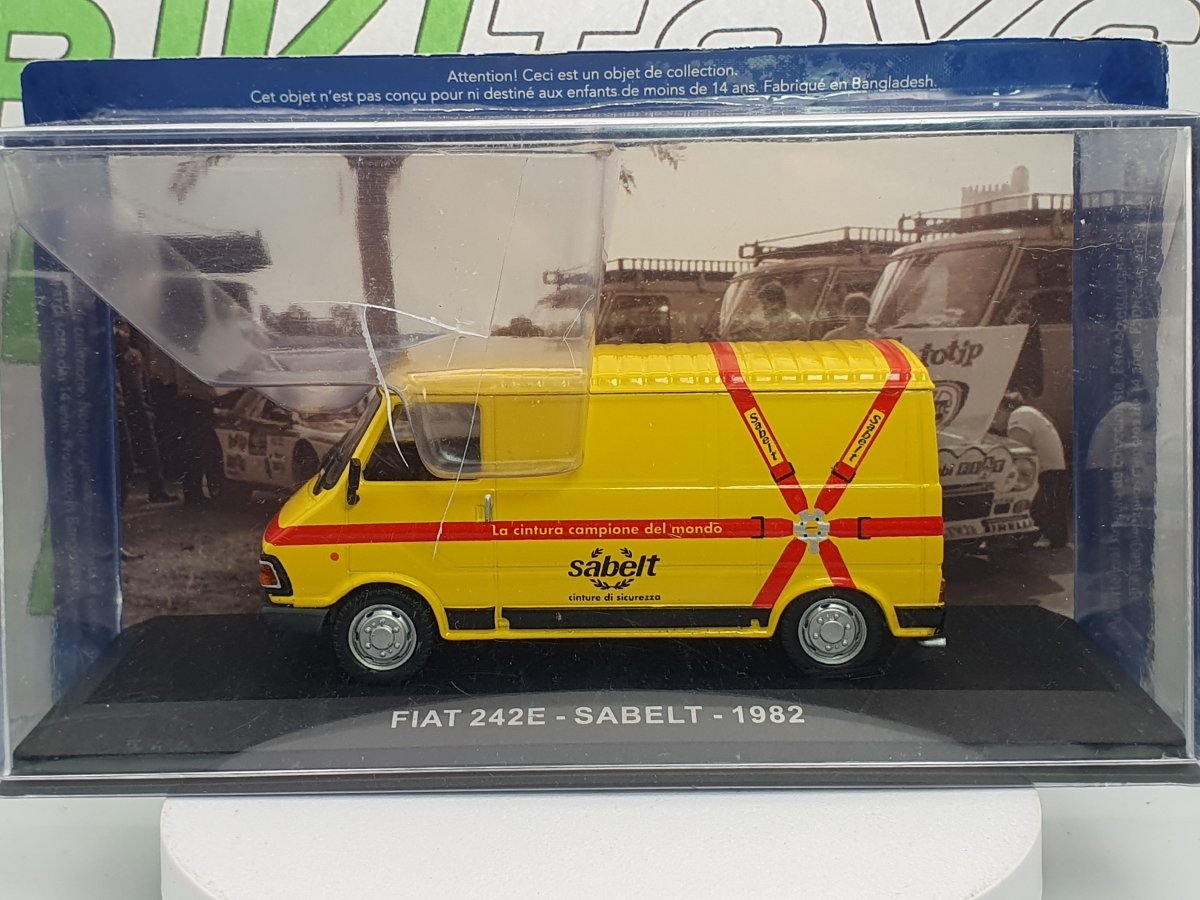 Attention! Ceci est un objet de collection.
Cet objet n'est pas conçu pour ni destiné aux enfants de moins de 14 ans. Fabriqué en Bangladesh.
Sabelt
Sabelt
La cintura campione del mondo
sabelt
cinture di sicurezza
PIRELLI
FIAT 242E - SABELT - 1982